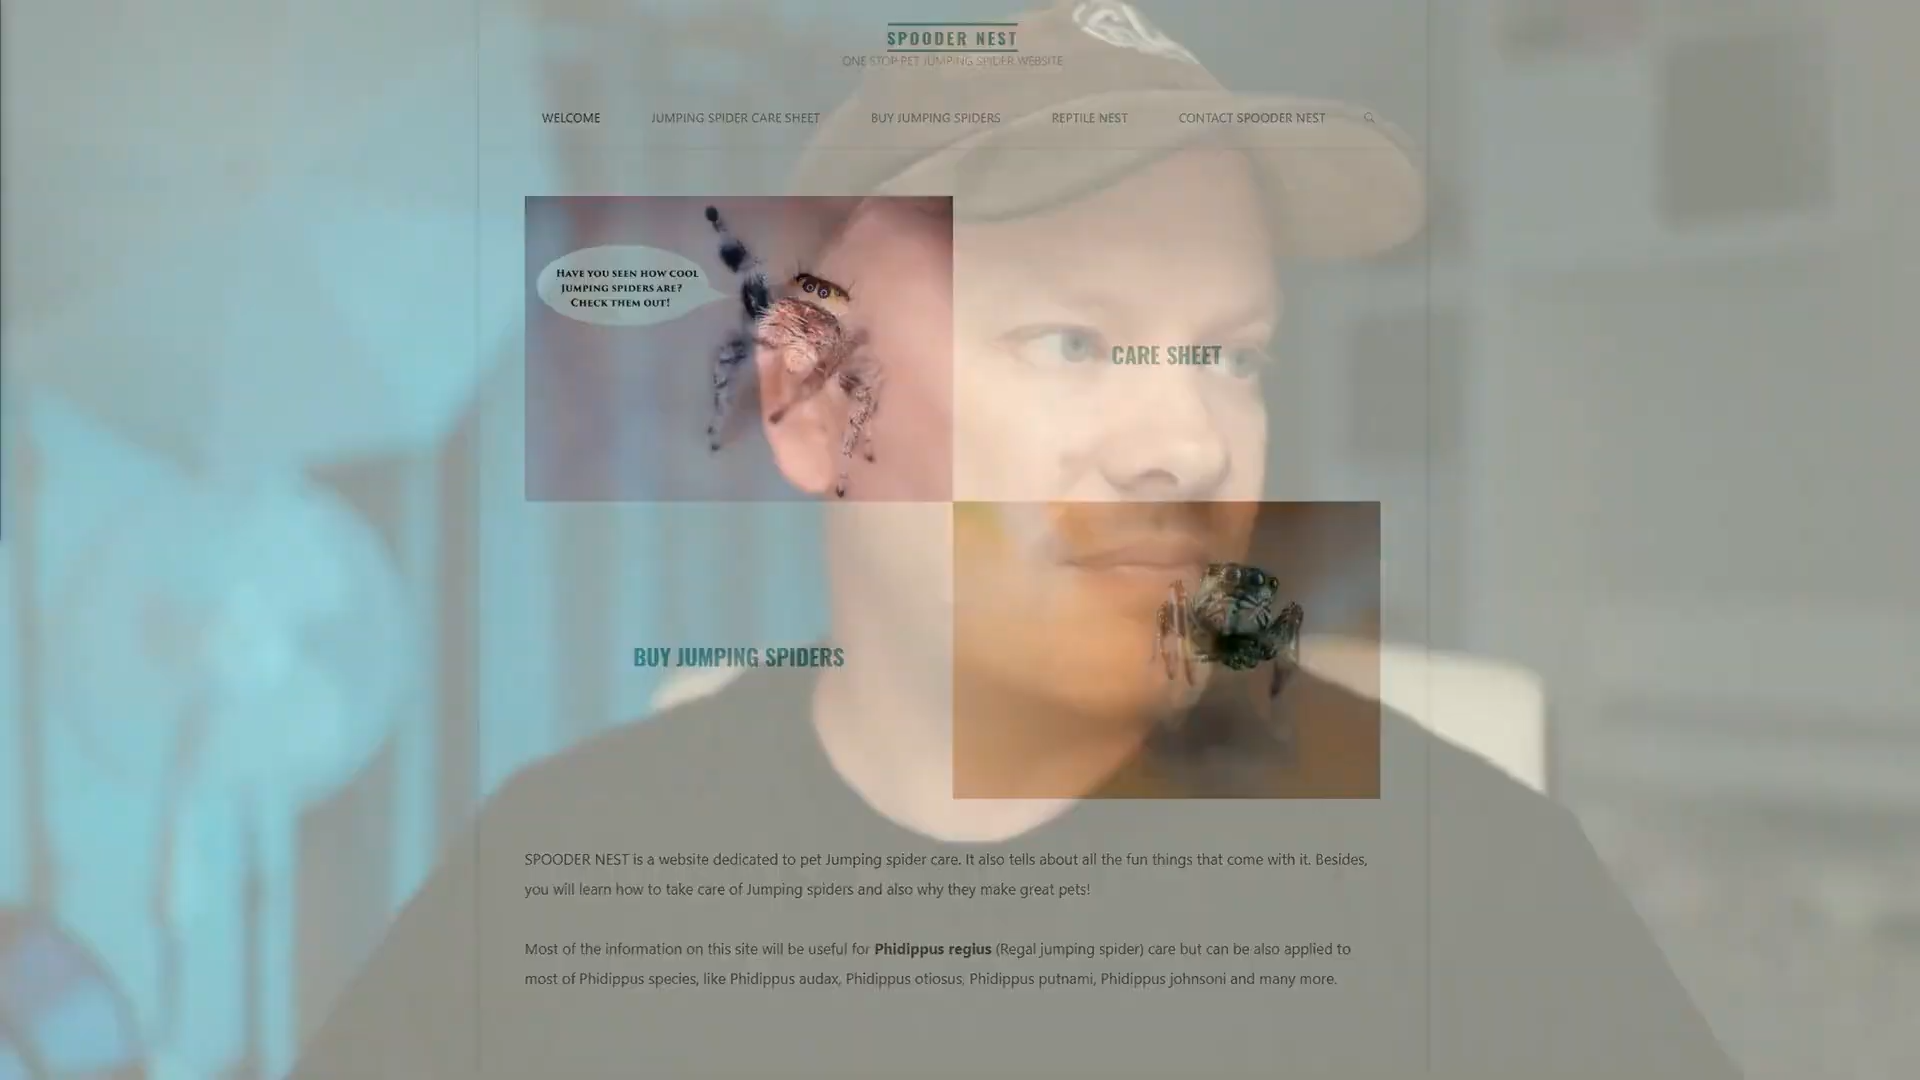 SPOODER NEST
ONE STOP PET JUMPING SPIDER WEBSITE
WELCOME JUMPING SPIDER CARE SHEET BUY JUMPING SPIDERS REPTILE NEST CONTACT SPOODER NEST
HAVE YOU SEEN HOW COOL
JUMPING SPIDERS ARE?
CHECK THEM OUT!
CARE SHEET
BUY JUMPING SPIDERS
SPOODER NEST is a website dedicated to pet Jumping spider care. It also tells about all the fun things that come with it. Besides,
you will learn how to take care of Jumping spiders and also why they make great pets!
Most of the information on this site will be useful for Phidippus regius (Regal jumping spider) care but can be also applied to
most of Phidippus species, like Phidippus audax, Phidippus otiosus, Phidippus putnami, Phidippus johnsoni and many more.